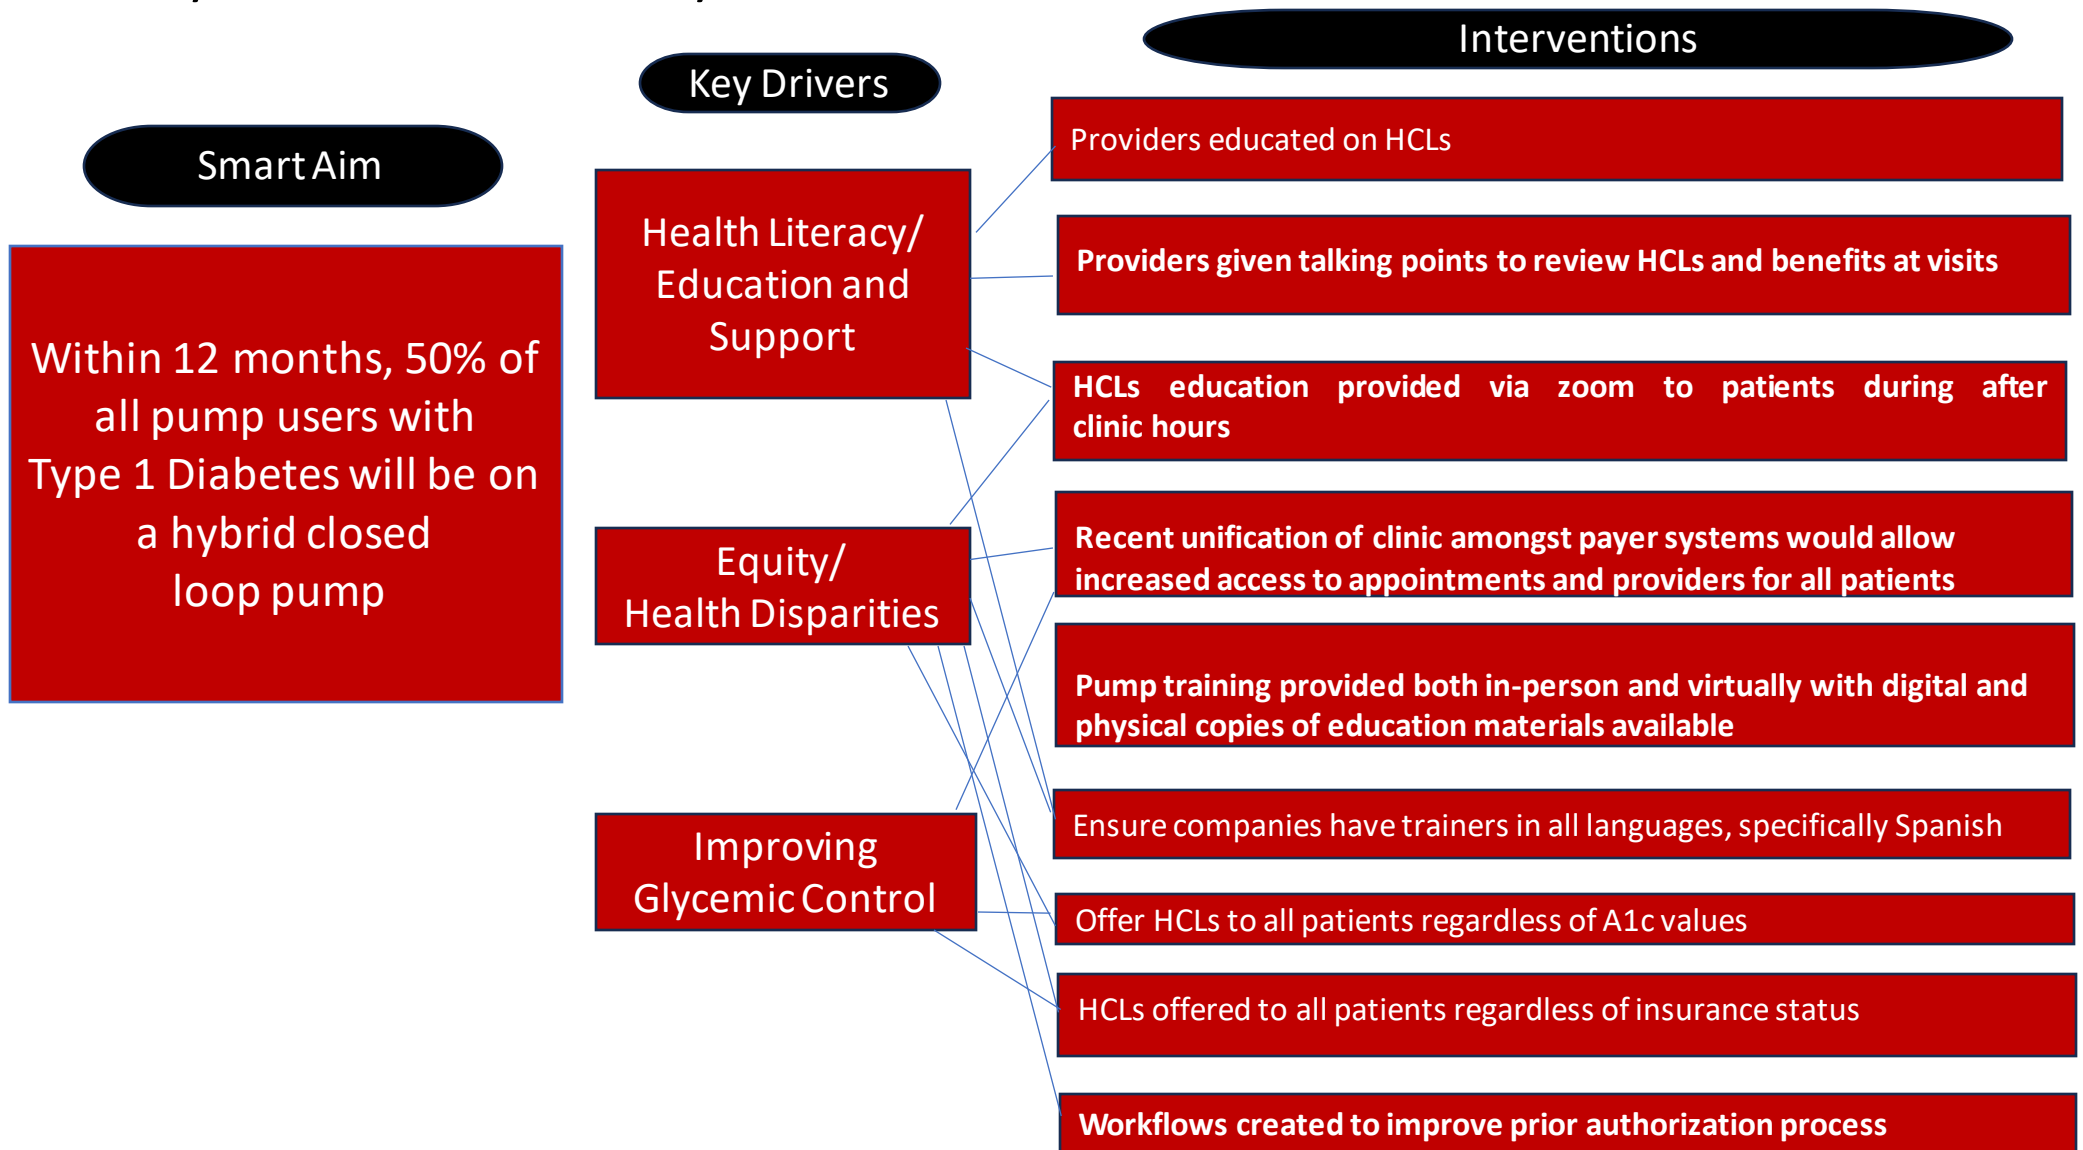 Smart Aim
Within 12 months, 50% of
all pump users with
Type 1 Diabetes will be on
a hybrid closed
loop pump
Key Drivers
Health Literacy/
Education and
Support
Equity/
Health Disparities
Improving
Glycemic Control
Interventions
Providers educated on HCLs
Providers given talking points to review HCLs and benefits at visits
HCLs education provided via zoom to patients during after
clinic hours
Recent unification of clinic amongst payer systems would allow
increased access to appointments and providers for all patients
Pump training provided both in-person and virtually with digital and
physical copies of education materials available
Ensure companies have trainers in all languages, specifically Spanish
Offer HCLs to all patients regardless of A1c values
HCLs offered to all patients regardless of insurance status
Workflows created to improve prior authorization process